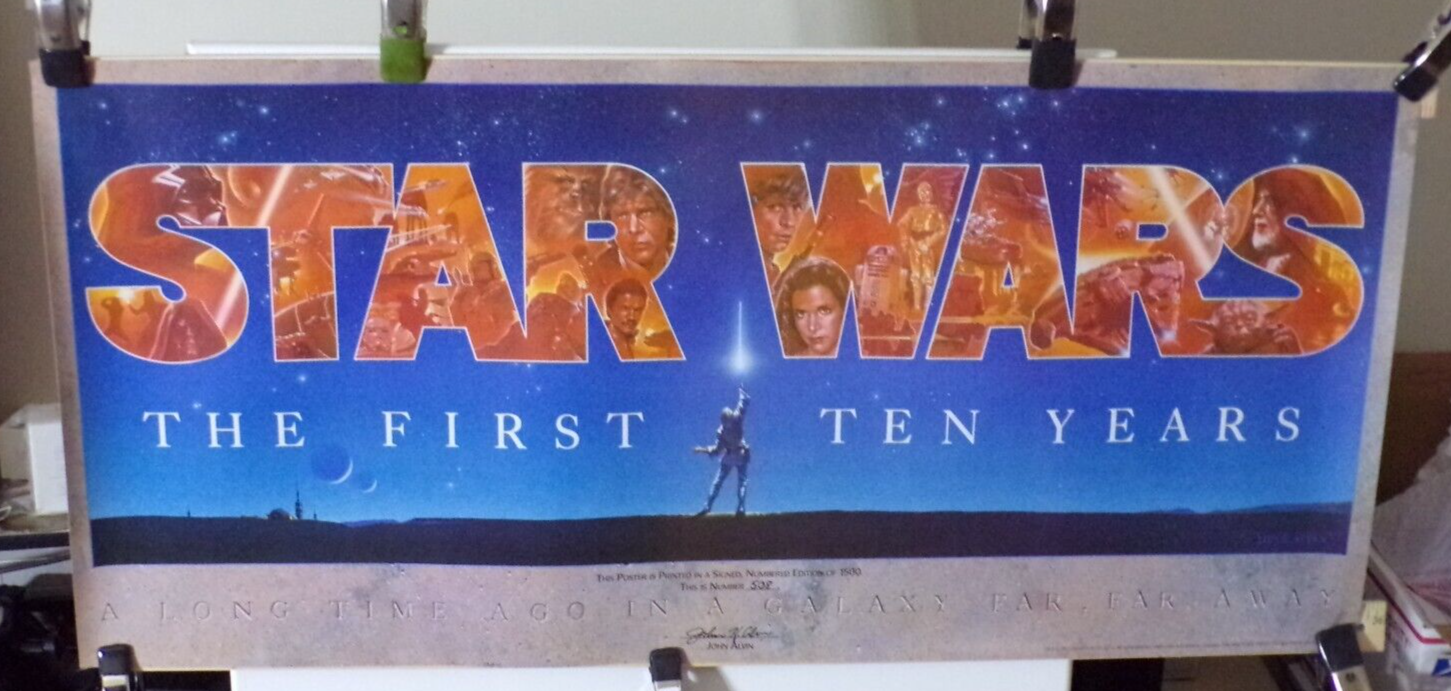 STAR WARS
THE FIRST TEN YEARS
THIS POSTER IS PRINTED IN A SIGNED, NUMBERED EDITION OF 1500.
THIS IS NUMBER 508.
A LONG TIME AGO IN A GALAXY FAR, FAR AWAY
JOHN ALVIN